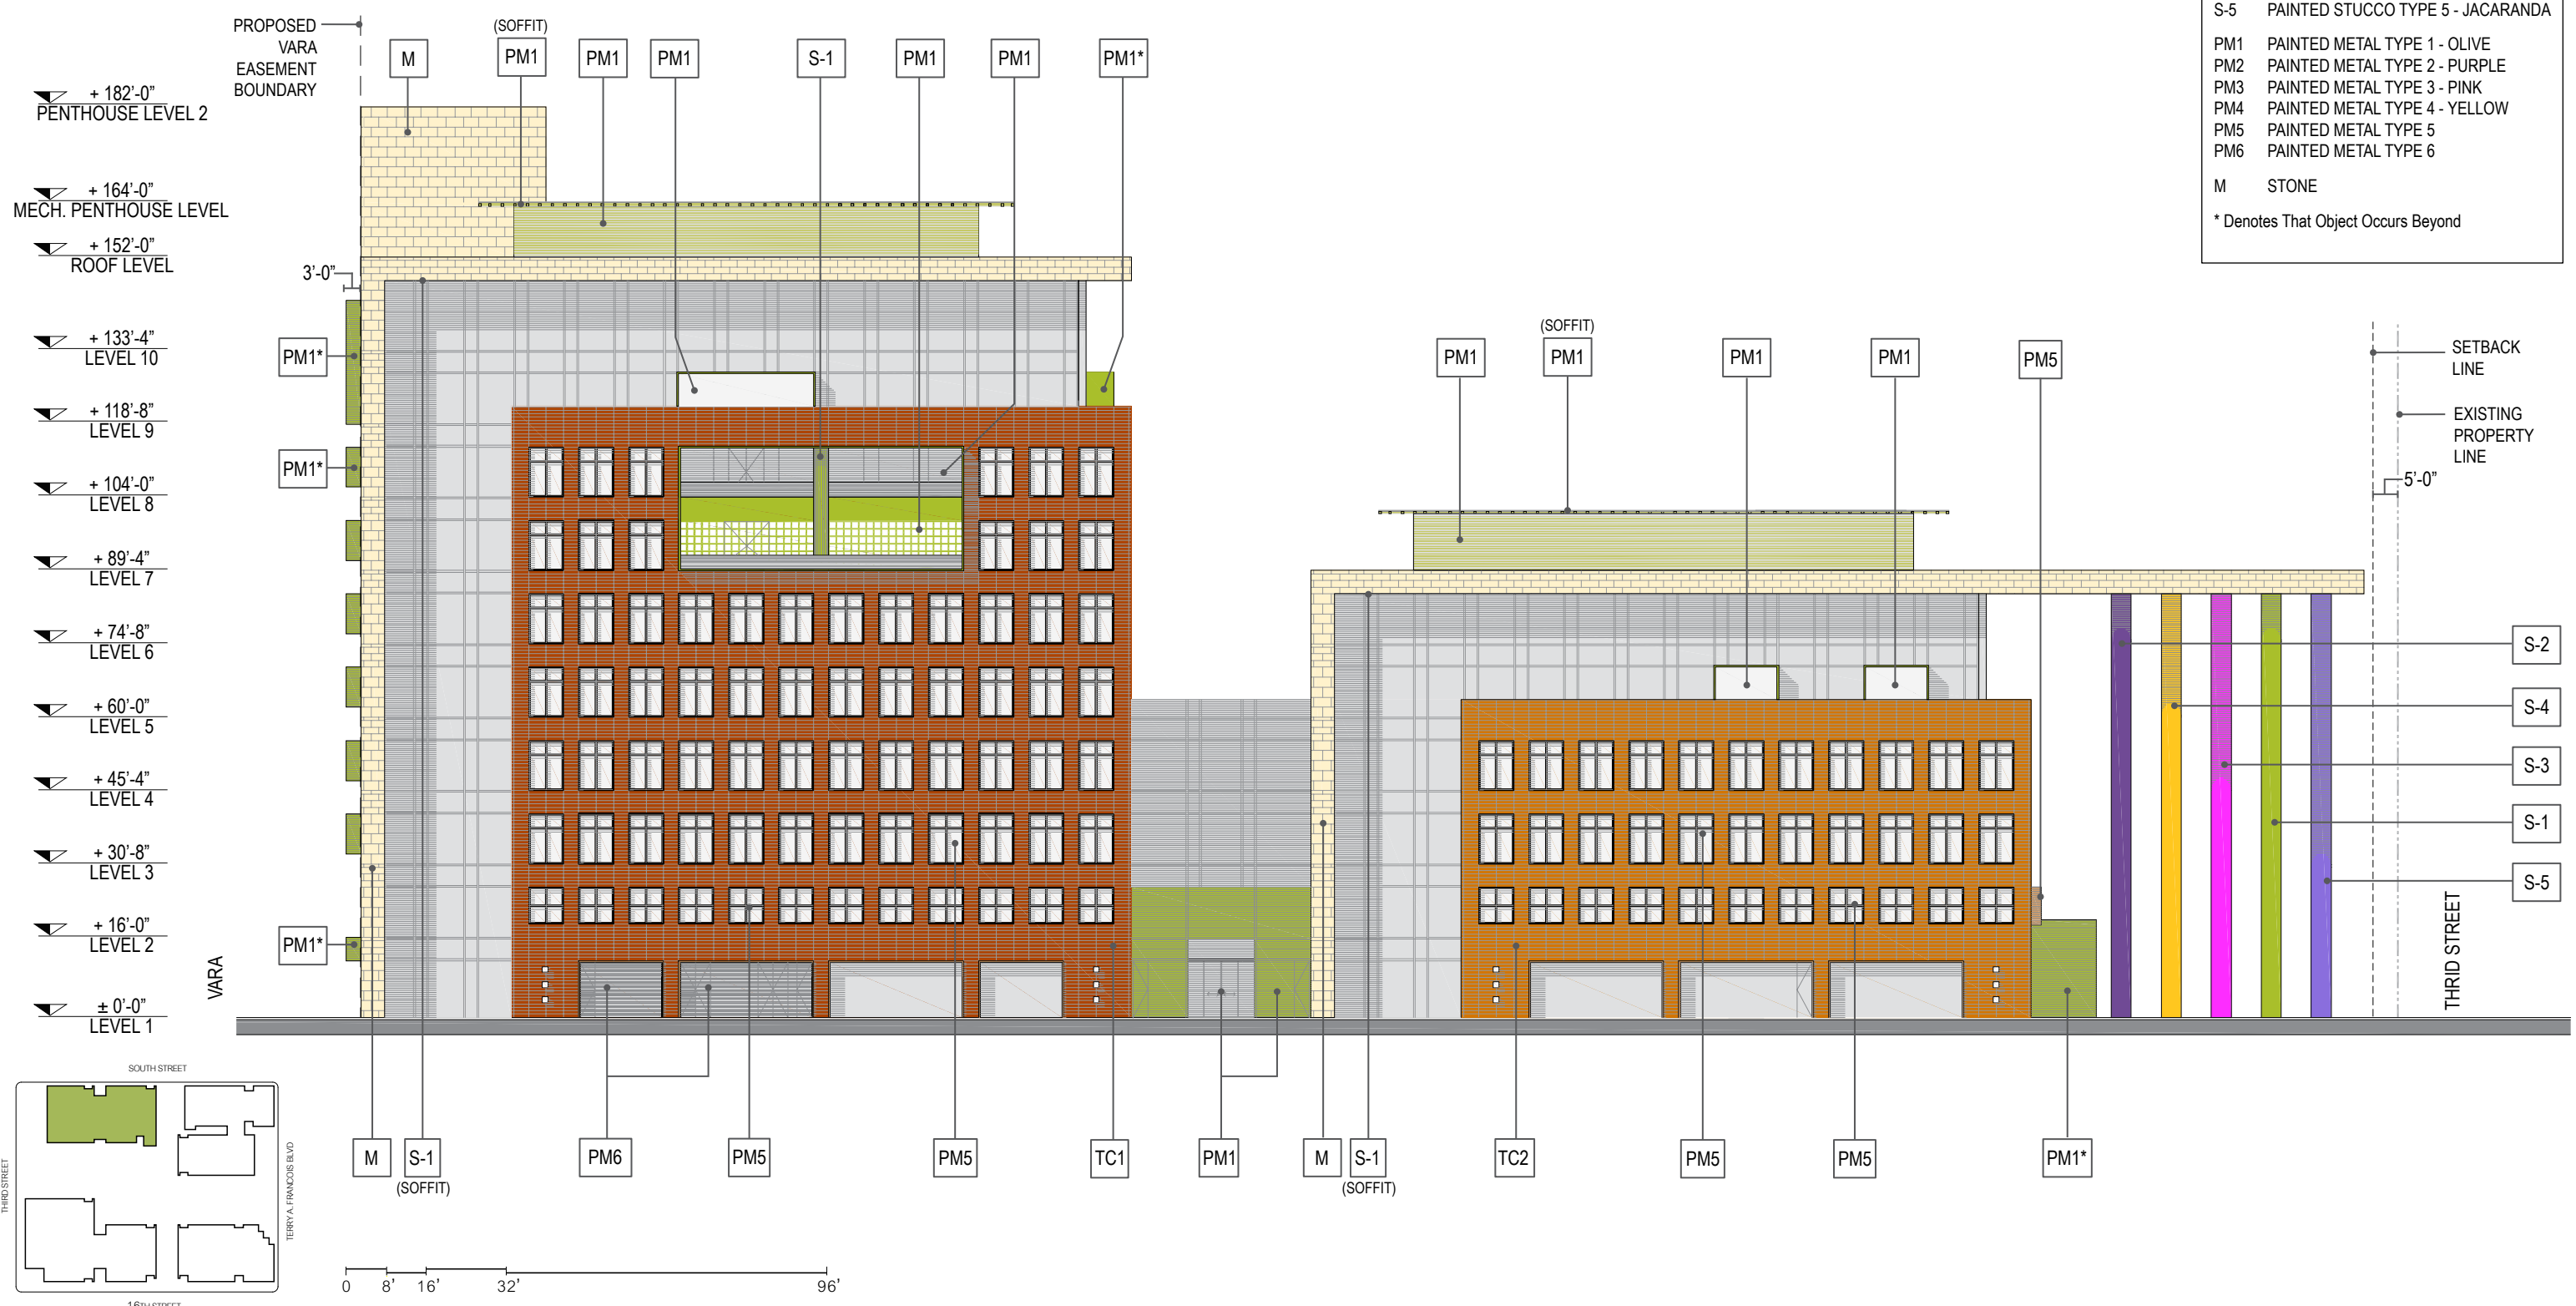 PROPOSED
VARA
EASEMENT
BOUNDARY
M
(SOFFIT)
PM1
PM1
PM1
S-1
PM1
PM1
PM1*
S-5 PAINTED STUCCO TYPE 5 - JACARANDA
PM1 PAINTED METAL TYPE 1 - OLIVE
PM2 PAINTED METAL TYPE 2 - PURPLE
PM3 PAINTED METAL TYPE 3 - PINK
PM4 PAINTED METAL TYPE 4 - YELLOW
PM5 PAINTED METAL TYPE 5
PM6 PAINTED METAL TYPE 6
M STONE
* Denotes That Object Occurs Beyond
+ 182'-0"
PENTHOUSE LEVEL 2
+ 164'-0"
MECH. PENTHOUSE LEVEL
+ 152'-0"
ROOF LEVEL
+ 133'-4"
LEVEL 10
+ 118'-8"
LEVEL 9
+ 104'-0"
LEVEL 8
+ 89'-4"
LEVEL 7
+ 74'-8"
LEVEL 6
+ 60'-0"
LEVEL 5
+ 45'-4"
LEVEL 4
+ 30'-8"
LEVEL 3
+ 16'-0"
LEVEL 2
± 0'-0"
LEVEL 1
3'-0"
PM1*
PM1*
PM1*
VARA
PM1
(SOFFIT)
PM1
PM1
PM1
PM5
SETBACK
LINE
EXISTING
PROPERTY
LINE
5'-0"
S-2
S-4
S-3
S-1
S-5
THRID STREET
M
S-1
(SOFFIT)
PM6
PM5
PM5
TC1
PM1
M
S-1
(SOFFIT)
TC2
PM5
PM5
PM1*
SOUTH STREET
THIRD STREET
TERRY A. FRANCOIS BLVD
16TH STREET
0 8' 16' 32' 96'